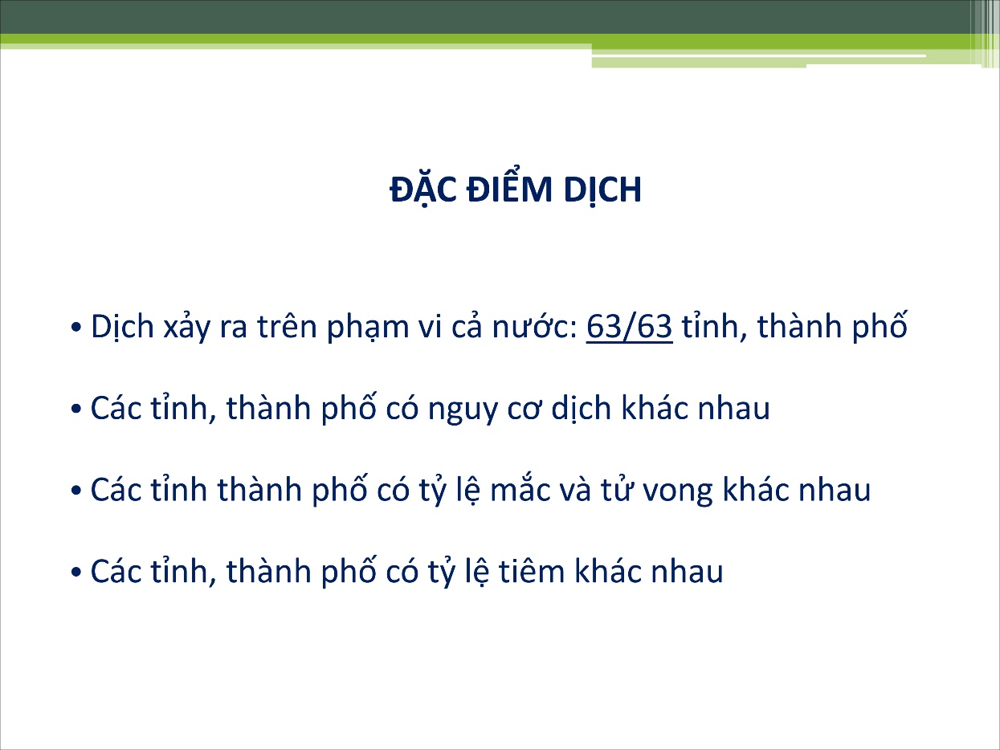 ĐẶC ĐIỂM DỊCH
• Dịch xảy ra trên phạm vi cả nước: 63/63 tỉnh, thành phố
• Các tỉnh, thành phố có nguy cơ dịch khác nhau
• Các tỉnh thành phố có tỷ lệ mắc và tử vong khác nhau
• Các tỉnh, thành phố có tỷ lệ tiêm khác nhau